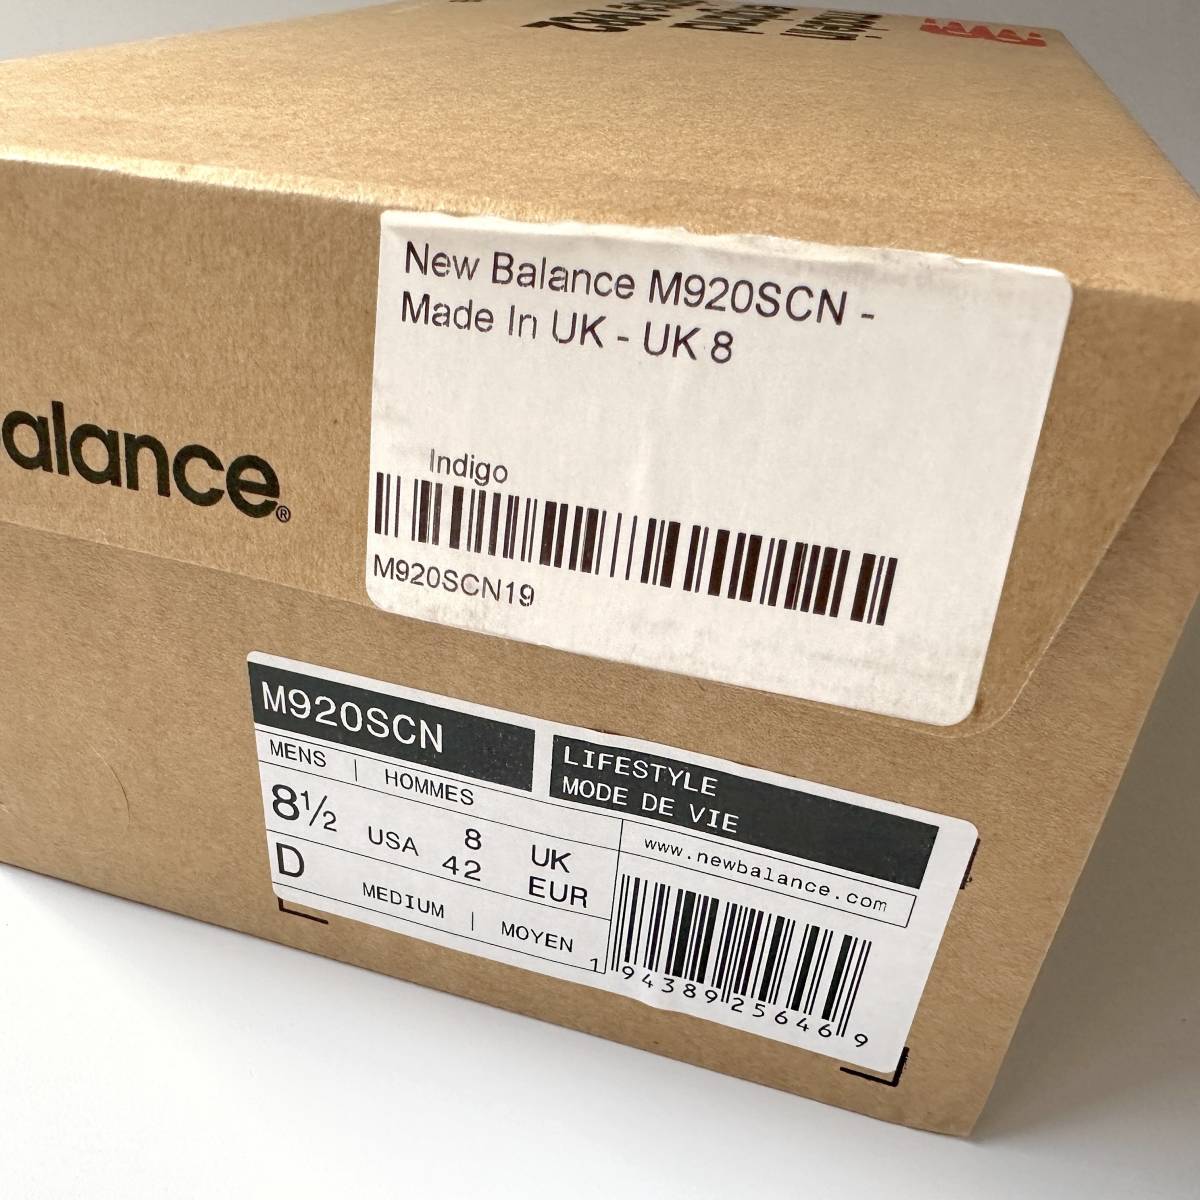 alance®
New Balance M920SCN -
Made In UK - UK 8
Indigo
M920SCN19
M920SCN
MENS | HOMMES
8½ USA 8 UK
42 EUR
D MEDIUM | MOYEN
LIFESTYLE
MODE DE VIE
www.newbalance.com
1 94389 25646 9